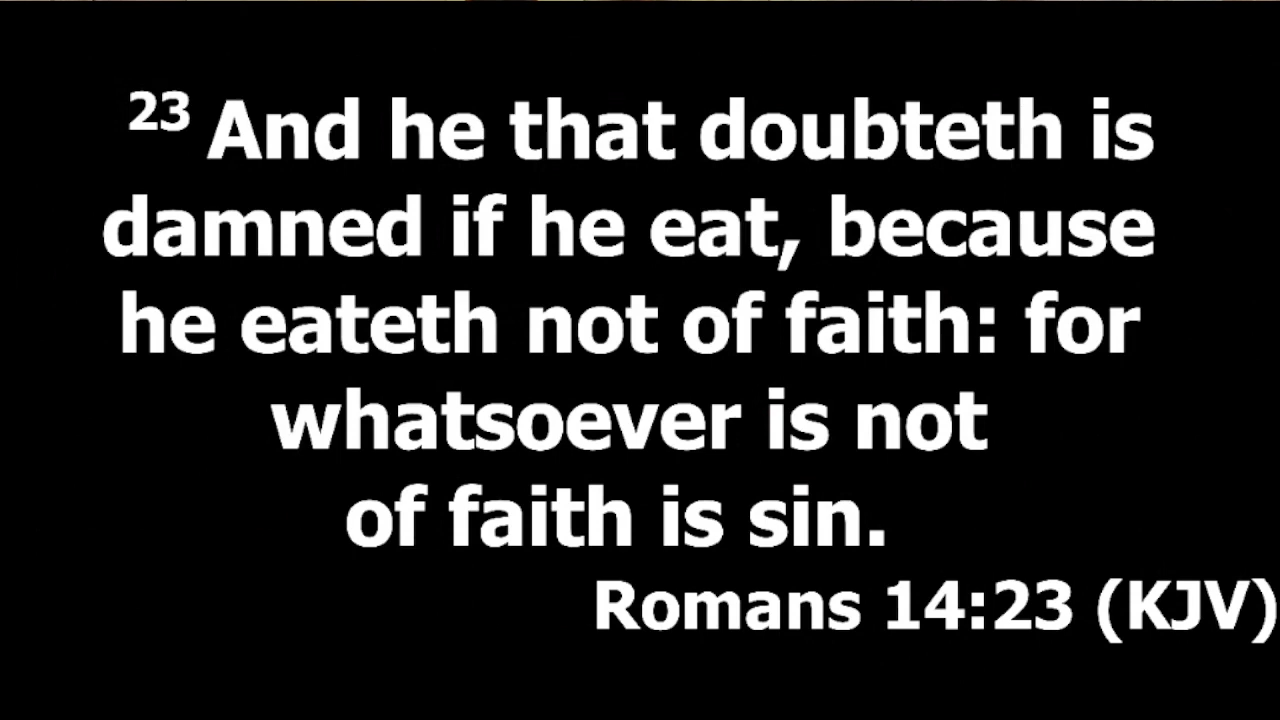 23 And he that doubteth is
damned if he eat, because
he eateth not of faith: for
whatsoever is not
of faith is sin.
Romans 14:23 (KJV)